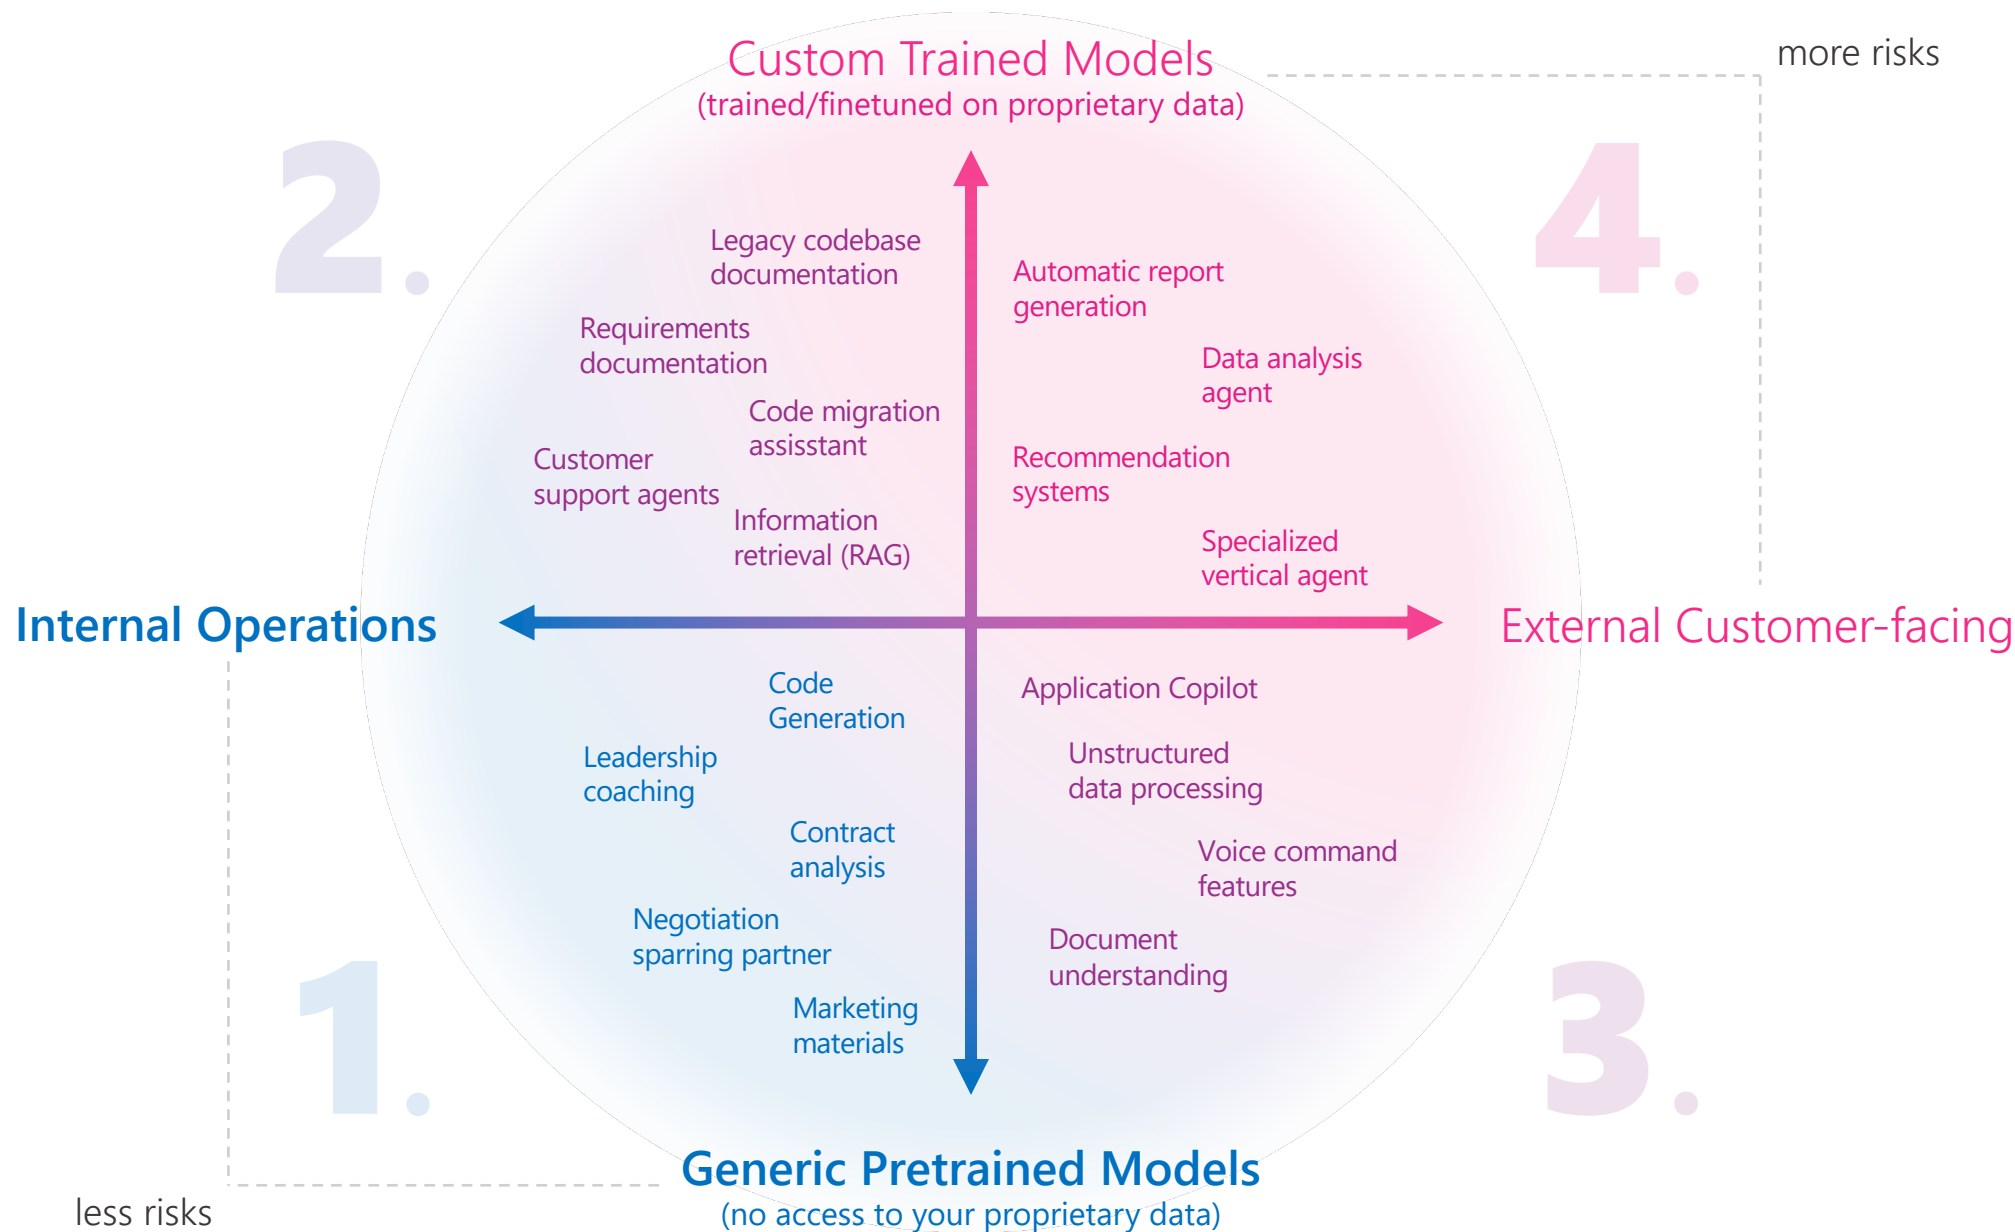 Custom Trained Models
(trained/finetuned on proprietary data)
more risks
2.
4.
Legacy codebase
documentation
Automatic report
generation
Requirements
documentation
Data analysis
agent
Code migration
assisstant
Customer
support agents
Recommendation
systems
Information
retrieval (RAG)
Specialized
vertical agent
Internal Operations
External Customer-facing
Code
Generation
Application Copilot
Leadership
coaching
Unstructured
data processing
Contract
analysis
Voice command
features
Negotiation
sparring partner
Document
understanding
Marketing
materials
1.
3.
Generic Pretrained Models
(no access to your proprietary data)
less risks